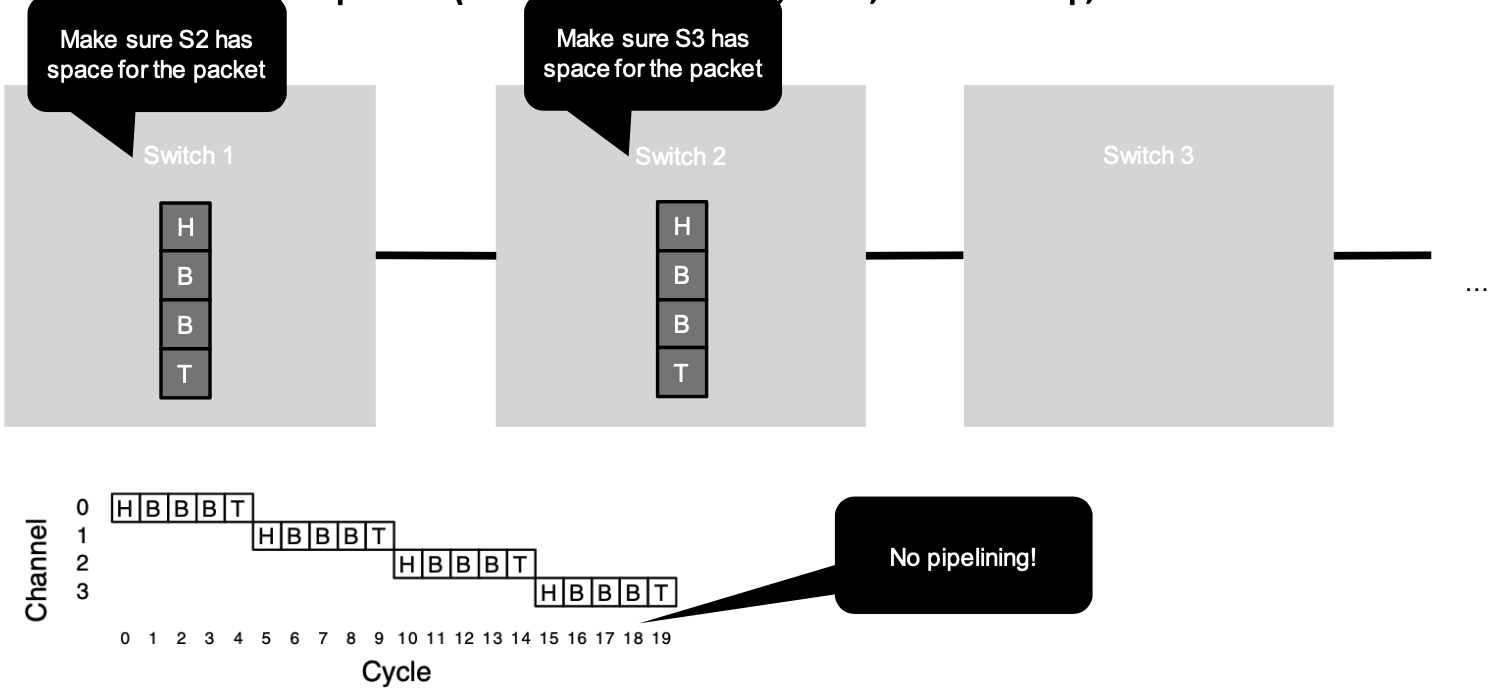 Make sure S2 has
space for the packet
Make sure S3 has
space for the packet
Switch 1
Switch 2
Switch 3
H
B
B
T
H
B
B
T
...
Channel
0 H B B B T
1 H B B B T
2 H B B B T
3 H B B B T
0 1 2 3 4 5 6 7 8 9 10 11 12 13 14 15 16 17 18 19
Cycle
No pipelining!